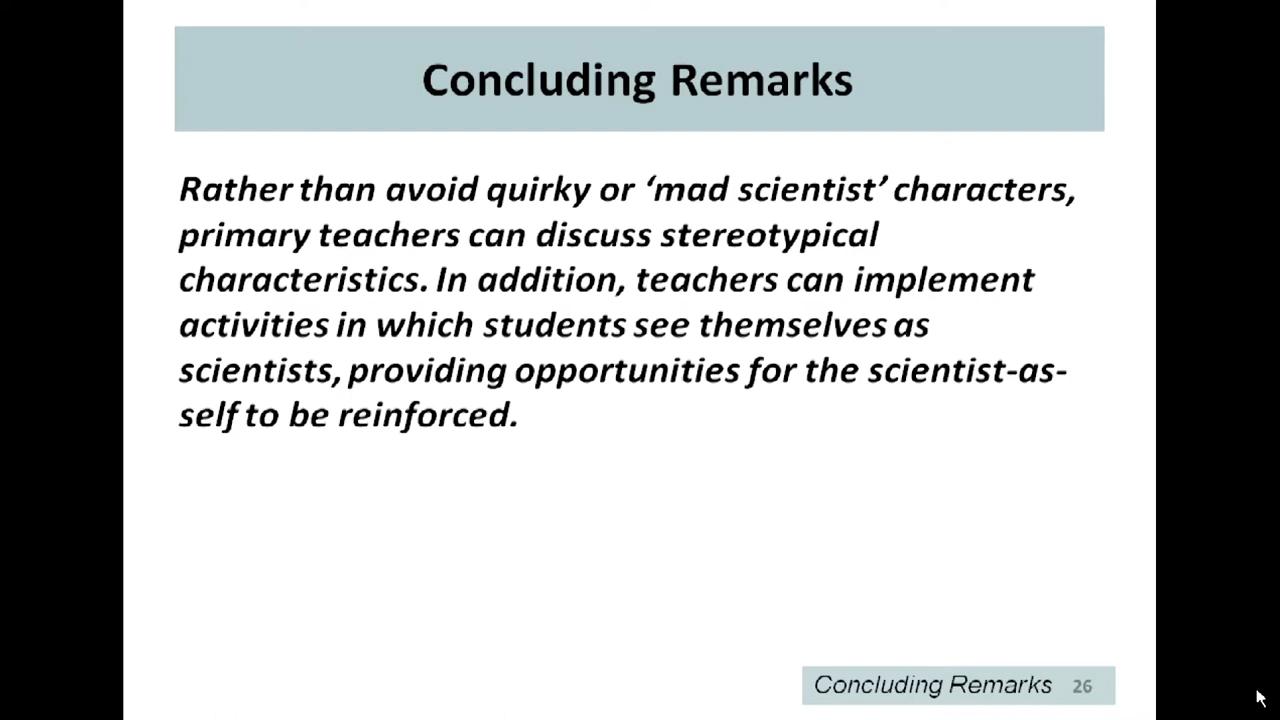 Concluding Remarks
Rather than avoid quirky or ‘mad scientist’ characters,
primary teachers can discuss stereotypical
characteristics. In addition, teachers can implement
activities in which students see themselves as
scientists, providing opportunities for the scientist-as-
self to be reinforced.
Concluding Remarks 26